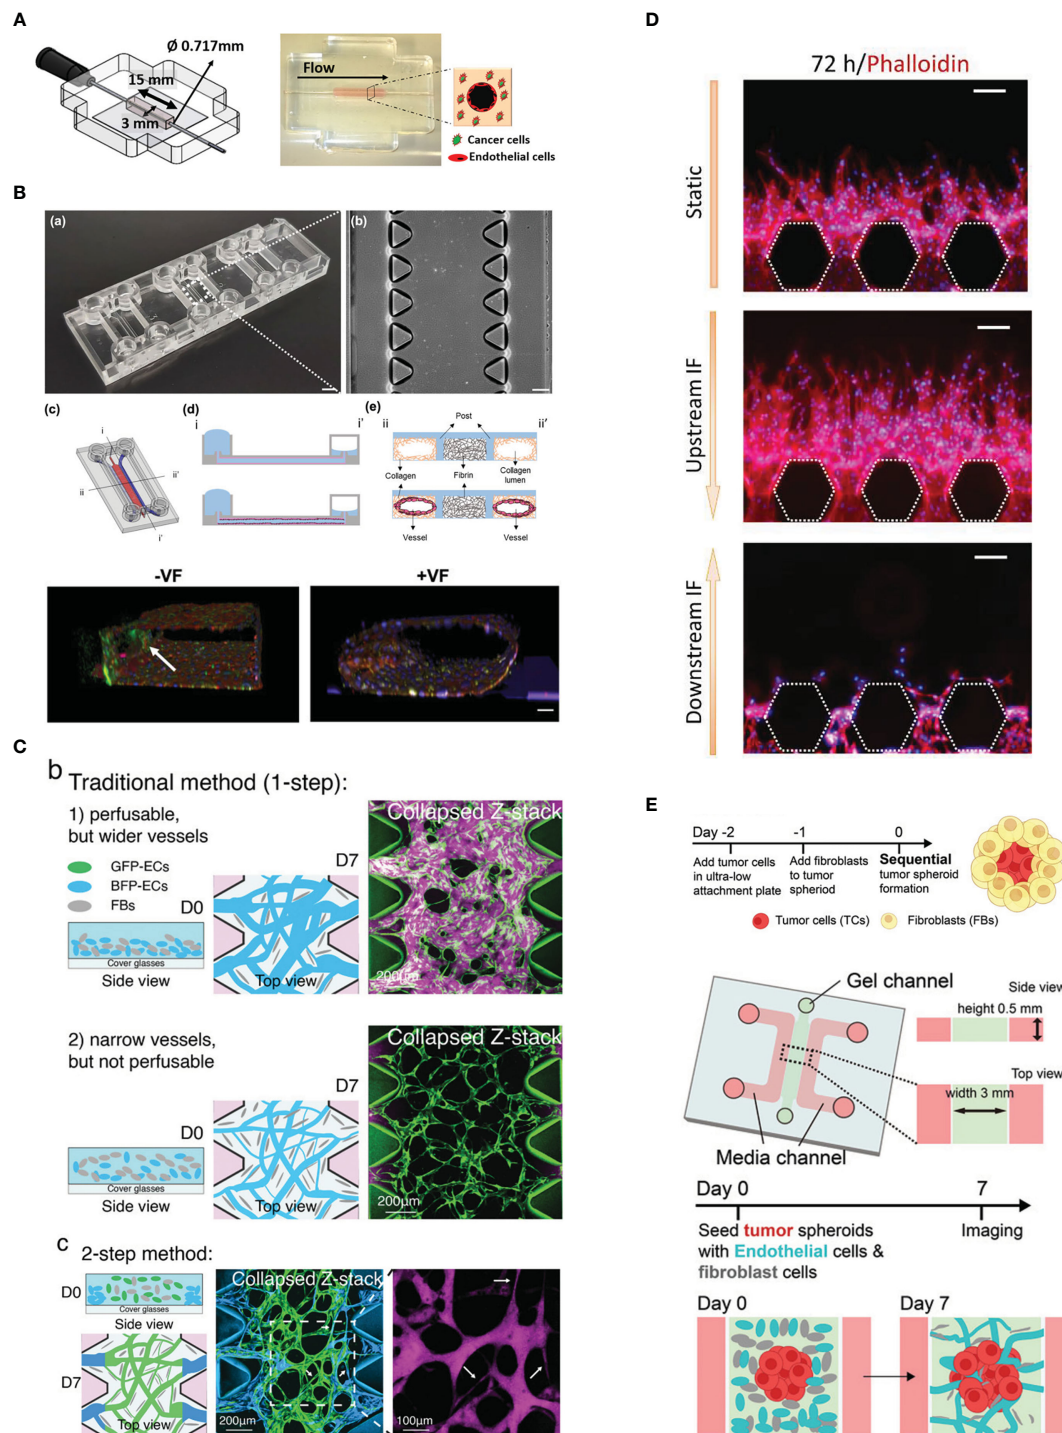 A
Ø 0.717mm
15 mm
3 mm
Flow
Cancer cells
Endothelial cells
B
(a)
(b)
(c)
i
ii'
ii
i'
(d)
i
i'
(e)
ii
Post
ii'
Collagen
Fibrin
Collagen
lumen
Vessel
Vessel
-VF
+VF
C
b
Traditional method (1-step):
1) perfusable,
but wider vessels
GFP-ECs
BFP-ECs
FBs
D0
Cover glasses
Side view
D7
Top view
Collapsed Z-stack
200μm
2) narrow vessels,
but not perfusable
D0
Cover glasses
Side view
D7
Top view
Collapsed Z-stack
200μm
c
2-step method:
D0
Cover glasses
Side view
D7
Top view
Collapsed Z-stack
200μm
100μm
D
72 h/Phalloidin
Static
Upstream IF
Downstream IF
E
Day -2
-1
0
Add tumor cells
in ultra-low
attachment plate
Add fibroblasts
to tumor
spheriod
Sequential
tumor spheroid
formation
Tumor cells (TCs)
Fibroblasts (FBs)
Gel channel
Media channel
Side view
height 0.5 mm
Top view
width 3 mm
Day 0
7
Seed tumor spheroids
with Endothelial cells &
fibroblast cells
Imaging
Day 0
Day 7